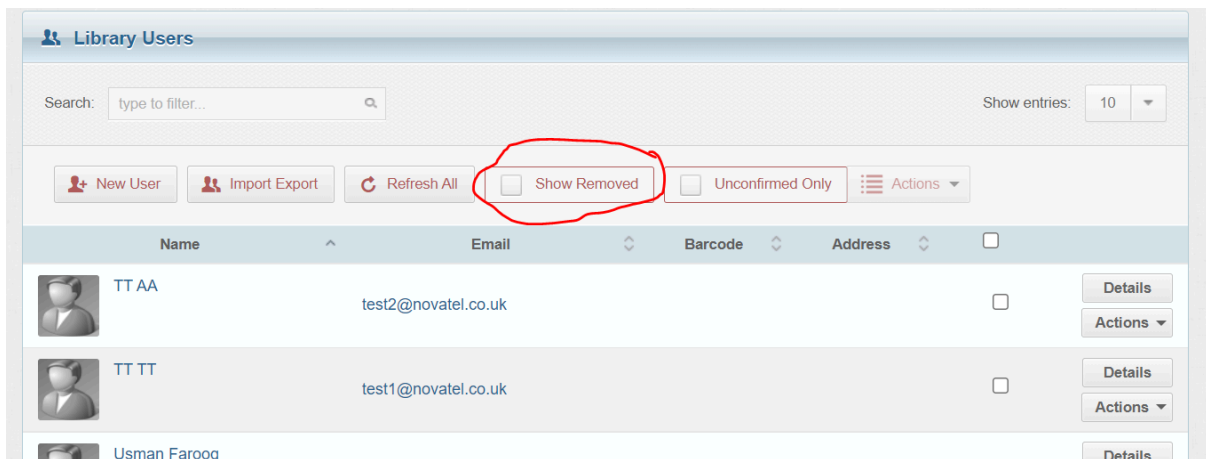 Library Users
Search: type to filter... Show entries: 10
New User Import Export Refresh All Show Removed Unconfirmed Only Actions
Name Email Barcode Address
TT AA
test2@novatel.co.uk
Details
Actions
TT TT
test1@novatel.co.uk
Details
Actions
Usman Farooq
Details